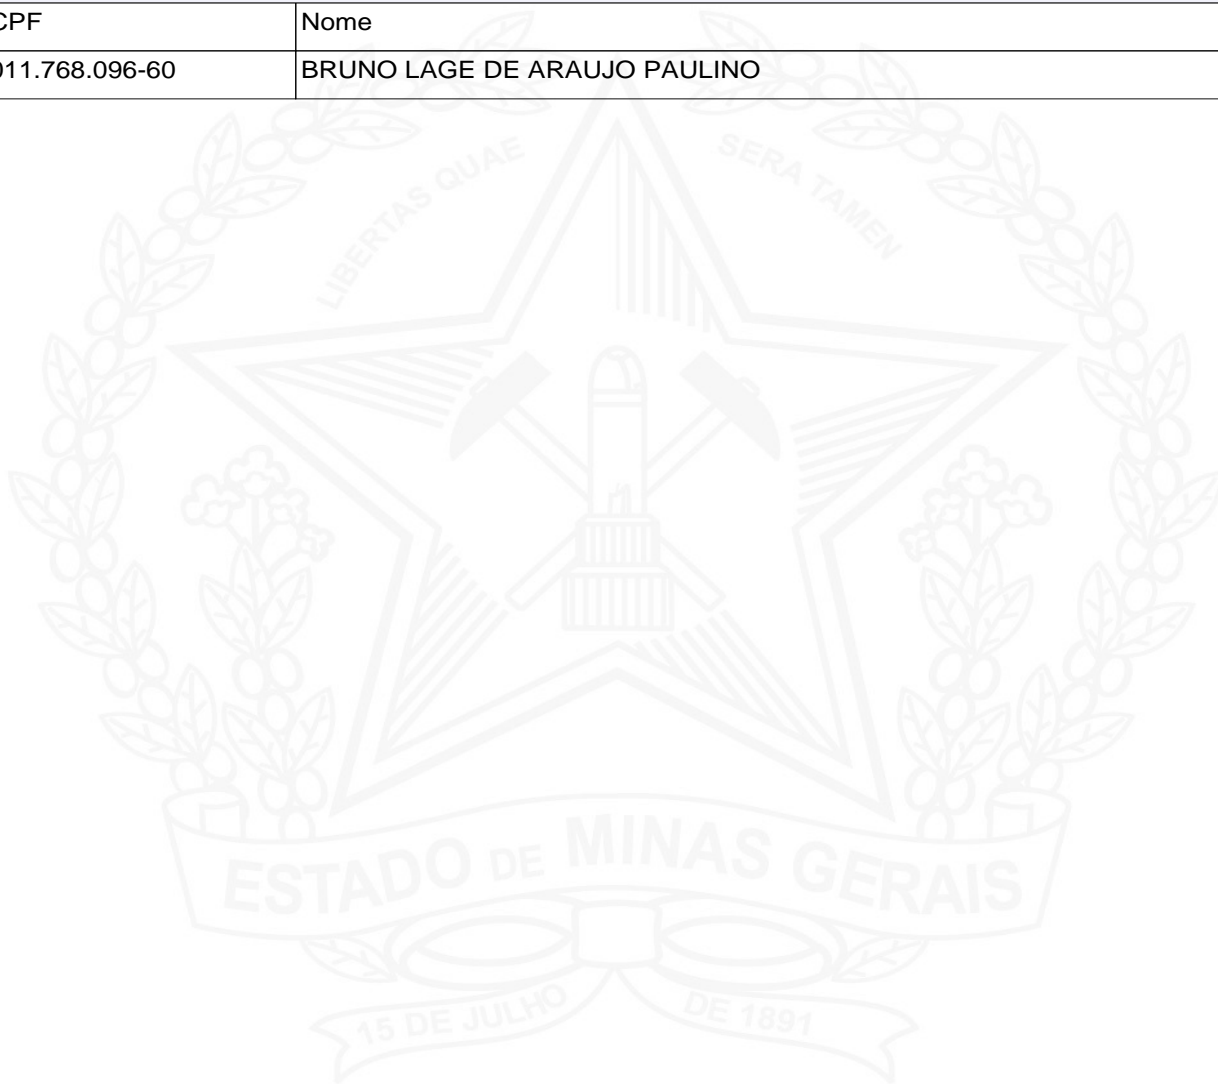 CPF Nome
011.768.096-60 BRUNO LAGE DE ARAUJO PAULINO
LIBERTAS QUAE SERA TAMEN
ESTADO DE MINAS GERAIS
15 DE JULHO DE 1891